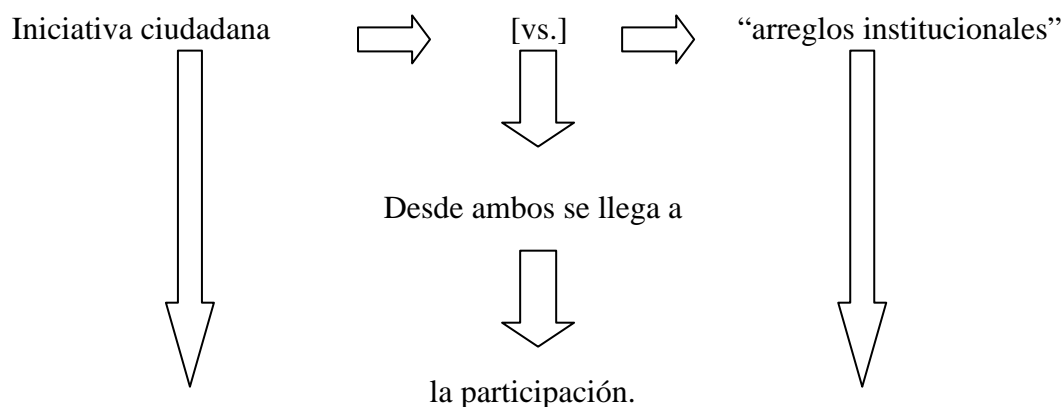 Iniciativa ciudadana [vs.] “arreglos institucionales”
Desde ambos se llega a
la participación.